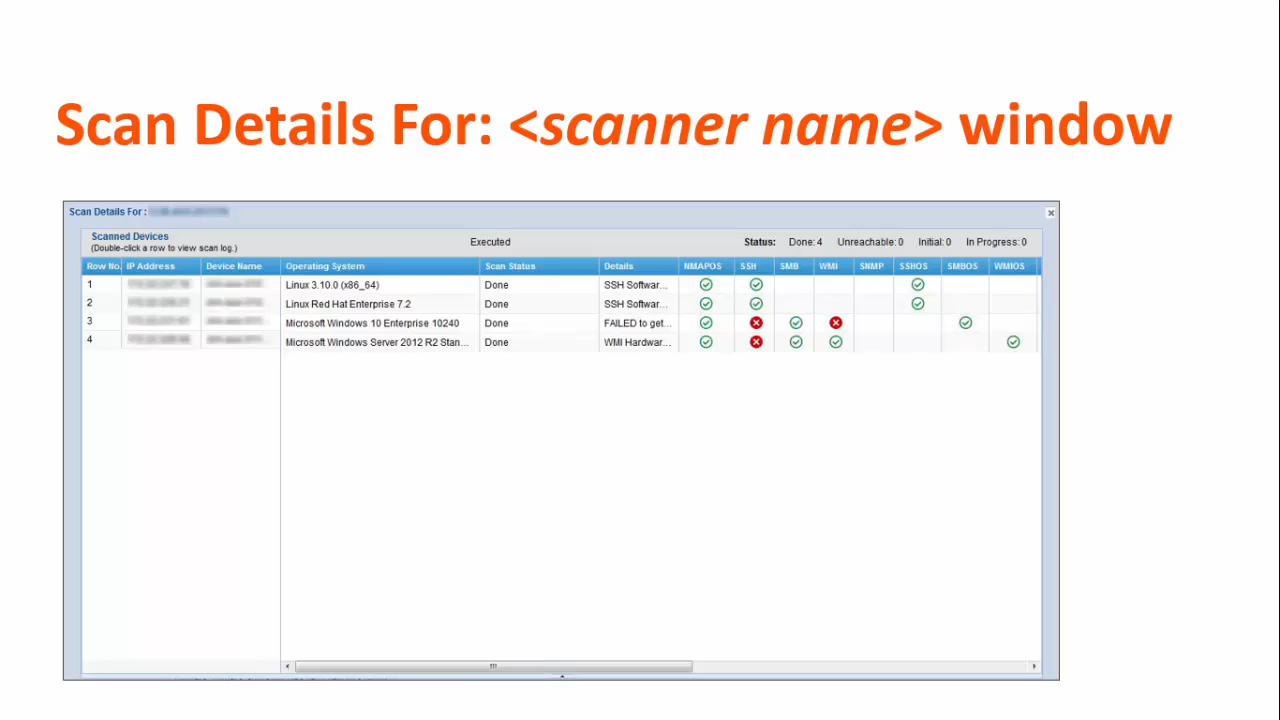 Scan Details For: <scanner name> window
Scan Details For :
Scanned Devices
(Double-click a row to view scan log.)
Executed
Status: Done: 4 Unreachable: 0 Initial: 0 In Progress: 0
Row No. IP Address Device Name Operating System Scan Status Details NMAPOS SSH SMB WMI SNMP SSHOS SMBOS WMIOS
1 Linux 3.10.0 (x86_64) Done SSH Softwar...
2 Linux Red Hat Enterprise 7.2 Done SSH Softwar...
3 Microsoft Windows 10 Enterprise 10240 Done FAILED to get...
4 Microsoft Windows Server 2012 R2 Stan... Done WMI Hardwar...